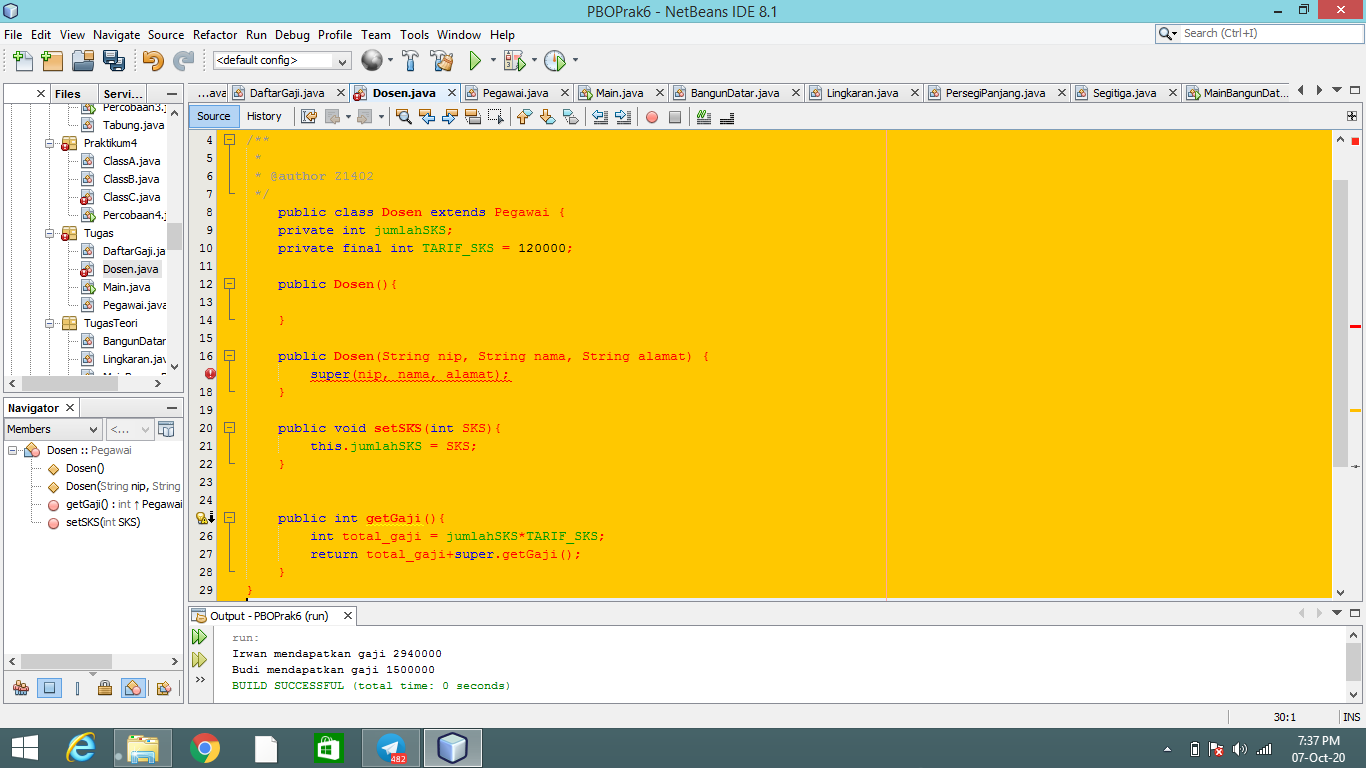 PBOPrak6 - NetBeans IDE 8.1
File Edit View Navigate Source Refactor Run Debug Profile Team Tools Window Help
Search (Ctrl+I)
<default config>
Files Servi...
...ava DaftarGaji.java Dosen.java Pegawai.java Main.java BangunDatar.java Lingkaran.java PersegiPanjang.java Segitiga.java MainBangunDat...
Source History
Percobaan3.j
Tabung.java
Praktikum4
ClassA.java
ClassB.java
ClassC.java
Percobaan4.j
Tugas
DaftarGaji.ja
Dosen.java
Main.java
Pegawai.java
TugasTeori
BangunDatar
Lingkaran.jav
4 /**
5 *
6 * @author Z1402
7 */
8 public class Dosen extends Pegawai {
9 private int jumlahSKS;
10 private final int TARIF_SKS = 120000;
11
12 public Dosen(){
13
14 }
15
16 public Dosen(String nip, String nama, String alamat) {
super(nip, nama, alamat);
18 }
19
20 public void setSKS(int SKS){
21 this.jumlahSKS = SKS;
22 }
23
24
public int getGaji(){
26 int total_gaji = jumlahSKS*TARIF_SKS;
27 return total_gaji+super.getGaji();
28 }
29 }
Navigator
Members
<...
Dosen :: Pegawai
Dosen()
Dosen(String nip, String
getGaji() : int ↑ Pegawai
setSKS(int SKS)
Output - PBOPrak6 (run)
run:
Irwan mendapatkan gaji 2940000
Budi mendapatkan gaji 1500000
BUILD SUCCESSFUL (total time: 0 seconds)
30:1 INS
482
7:37 PM
07-Oct-20